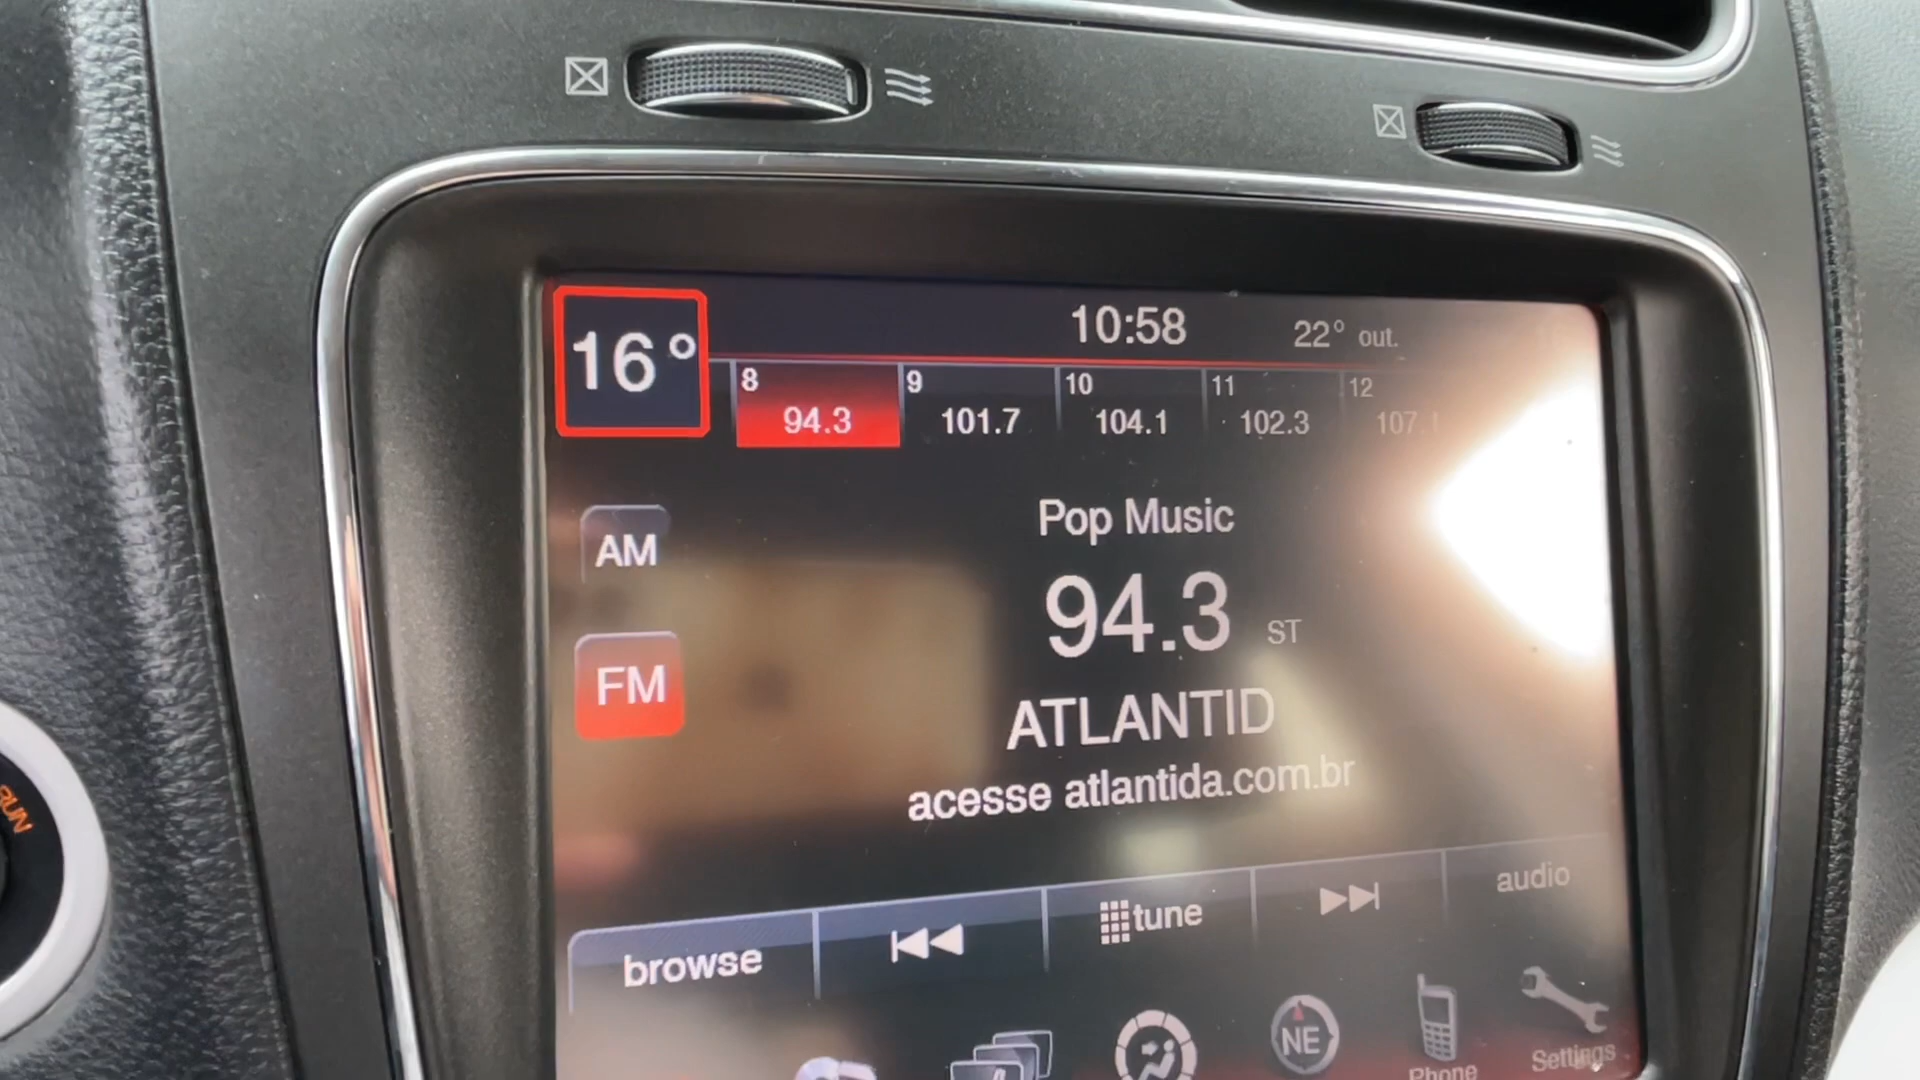 16°
10:58
22° out.
8 9 10 11 12
94.3 101.7 104.1 102.3 107.1
AM
Pop Music
94.3 ST
FM
ATLANTID
acesse atlantida.com.br
browse
tune
audio
NE
Phone
Settings
RUN